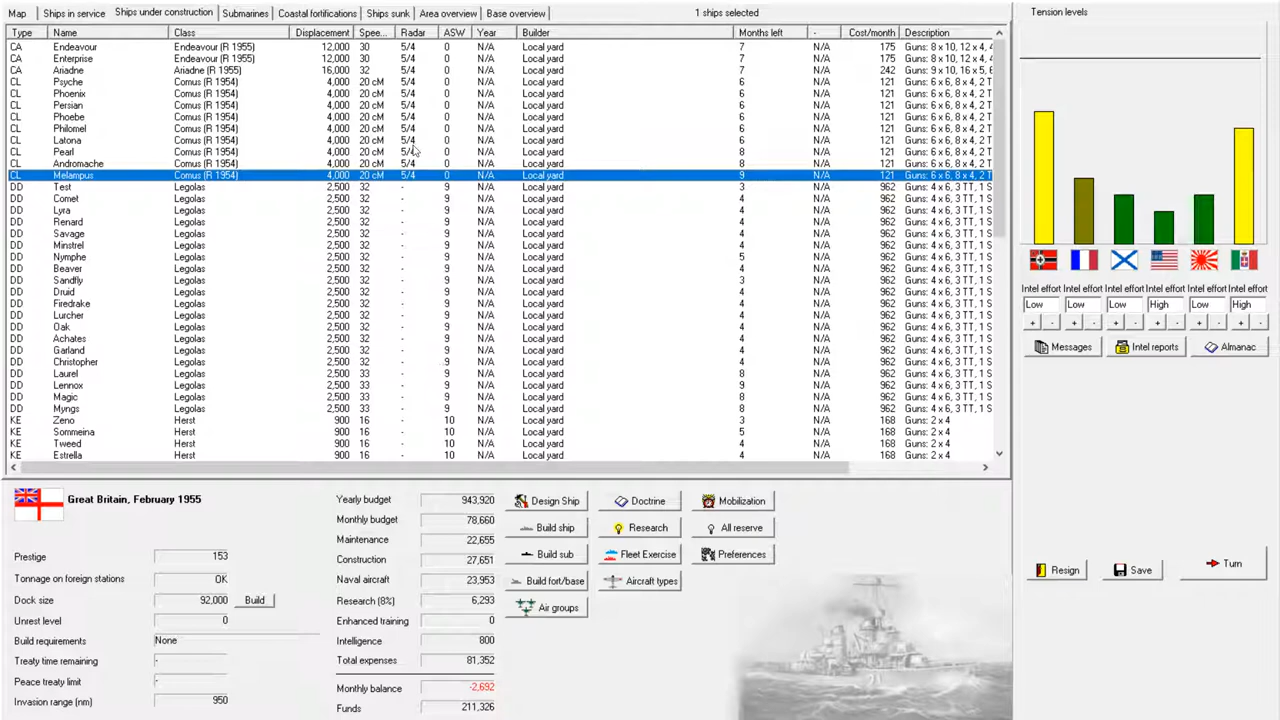 Map Ships in service Ships under construction Submarines Coastal fortifications Ships sunk Area overview Base overview 1 ships selected Tension levels
Type Name Class Displacement Spee... Radar ASW Year Builder Months left - Cost/month Description
CA Endeavour Endeavour (R 1955) 12,000 30 5/4 0 N/A Local yard 7 N/A 175 Guns: 8 x 10, 12 x 4, 4
CA Enterprise Endeavour (R 1955) 12,000 30 5/4 0 N/A Local yard 7 N/A 175 Guns: 8 x 10, 12 x 4, 4
CA Ariadne Ariadne (R 1955) 16,000 32 5/4 0 N/A Local yard 7 N/A 242 Guns: 9 x 10, 16 x 5, 6
CL Psyche Comus (R 1954) 4,000 20 cM 5/4 0 N/A Local yard 6 N/A 121 Guns: 6 x 6, 8 x 4, 2 T
CL Phoenix Comus (R 1954) 4,000 20 cM 5/4 0 N/A Local yard 6 N/A 121 Guns: 6 x 6, 8 x 4, 2 T
CL Persian Comus (R 1954) 4,000 20 cM 5/4 0 N/A Local yard 6 N/A 121 Guns: 6 x 6, 8 x 4, 2 T
CL Phoebe Comus (R 1954) 4,000 20 cM 5/4 0 N/A Local yard 6 N/A 121 Guns: 6 x 6, 8 x 4, 2 T
CL Philomel Comus (R 1954) 4,000 20 cM 5/4 0 N/A Local yard 6 N/A 121 Guns: 6 x 6, 8 x 4, 2 T
CL Latona Comus (R 1954) 4,000 20 cM 5/4 0 N/A Local yard 6 N/A 121 Guns: 6 x 6, 8 x 4, 2 T
CL Pearl Comus (R 1954) 4,000 20 cM 5/4 0 N/A Local yard 8 N/A 121 Guns: 6 x 6, 8 x 4, 2 T
CL Andromache Comus (R 1954) 4,000 20 cM 5/4 0 N/A Local yard 8 N/A 121 Guns: 6 x 6, 8 x 4, 2 T
CL Melampus Comus (R 1954) 4,000 20 cM 5/4 0 N/A Local yard 9 N/A 121 Guns: 6 x 6, 8 x 4, 2 T
DD Test Legolas 2,500 32 - 9 N/A Local yard 3 N/A 962 Guns: 4 x 6, 3 TT, 1 S
DD Comet Legolas 2,500 32 - 9 N/A Local yard 4 N/A 962 Guns: 4 x 6, 3 TT, 1 S
DD Lyra Legolas 2,500 32 - 9 N/A Local yard 4 N/A 962 Guns: 4 x 6, 3 TT, 1 S
DD Renard Legolas 2,500 32 - 9 N/A Local yard 4 N/A 962 Guns: 4 x 6, 3 TT, 1 S
DD Savage Legolas 2,500 32 - 9 N/A Local yard 4 N/A 962 Guns: 4 x 6, 3 TT, 1 S
DD Minstrel Legolas 2,500 32 - 9 N/A Local yard 4 N/A 962 Guns: 4 x 6, 3 TT, 1 S
DD Nymphe Legolas 2,500 32 - 9 N/A Local yard 5 N/A 962 Guns: 4 x 6, 3 TT, 1 S
DD Beaver Legolas 2,500 32 - 9 N/A Local yard 4 N/A 962 Guns: 4 x 6, 3 TT, 1 S
DD Sandfly Legolas 2,500 32 - 9 N/A Local yard 3 N/A 962 Guns: 4 x 6, 3 TT, 1 S
DD Druid Legolas 2,500 32 - 9 N/A Local yard 4 N/A 962 Guns: 4 x 6, 3 TT, 1 S
DD Firedrake Legolas 2,500 32 - 9 N/A Local yard 4 N/A 962 Guns: 4 x 6, 3 TT, 1 S
DD Lurcher Legolas 2,500 32 - 9 N/A Local yard 4 N/A 962 Guns: 4 x 6, 3 TT, 1 S
DD Oak Legolas 2,500 32 - 9 N/A Local yard 4 N/A 962 Guns: 4 x 6, 3 TT, 1 S
DD Achates Legolas 2,500 32 - 9 N/A Local yard 4 N/A 962 Guns: 4 x 6, 3 TT, 1 S
DD Garland Legolas 2,500 32 - 9 N/A Local yard 4 N/A 962 Guns: 4 x 6, 3 TT, 1 S
DD Christopher Legolas 2,500 32 - 9 N/A Local yard 4 N/A 962 Guns: 4 x 6, 3 TT, 1 S
DD Laurel Legolas 2,500 33 - 9 N/A Local yard 8 N/A 962 Guns: 4 x 6, 3 TT, 1 S
DD Lennox Legolas 2,500 33 - 9 N/A Local yard 9 N/A 962 Guns: 4 x 6, 3 TT, 1 S
DD Magic Legolas 2,500 33 - 9 N/A Local yard 8 N/A 962 Guns: 4 x 6, 3 TT, 1 S
DD Myngs Legolas 2,500 33 - 9 N/A Local yard 8 N/A 962 Guns: 4 x 6, 3 TT, 1 S
KE Zeno Herst 900 16 - 10 N/A Local yard 3 N/A 168 Guns: 2 x 4
KE Sommeina Herst 900 16 - 10 N/A Local yard 5 N/A 168 Guns: 2 x 4
KE Tweed Herst 900 16 - 10 N/A Local yard 4 N/A 168 Guns: 2 x 4
KE Estrella Herst 900 16 - 10 N/A Local yard 4 N/A 168 Guns: 2 x 4
Intel effort Intel effort Intel effort Intel effort Intel effort Intel effort
Low Low Low High Low High
+ - + - + - + - + - + -
Messages Intel reports Almanac
Great Britain, February 1955
Prestige 153
Tonnage on foreign stations OK
Dock size 92,000 Build
Unrest level 0
Build requirements None
Treaty time remaining -
Peace treaty limit -
Invasion range (nm) 950
Yearly budget 943,920
Monthly budget 78,660
Maintenance 22,655
Construction 27,651
Naval aircraft 23,953
Research (8%) 6,293
Enhanced training 0
Intelligence 800
Total expenses 81,352
Monthly balance -2,692
Funds 211,326
Design Ship Doctrine Mobilization
Build ship Research All reserve
Build sub Fleet Exercise Preferences
Build fort/base Aircraft types
Air groups
Resign Save Turn